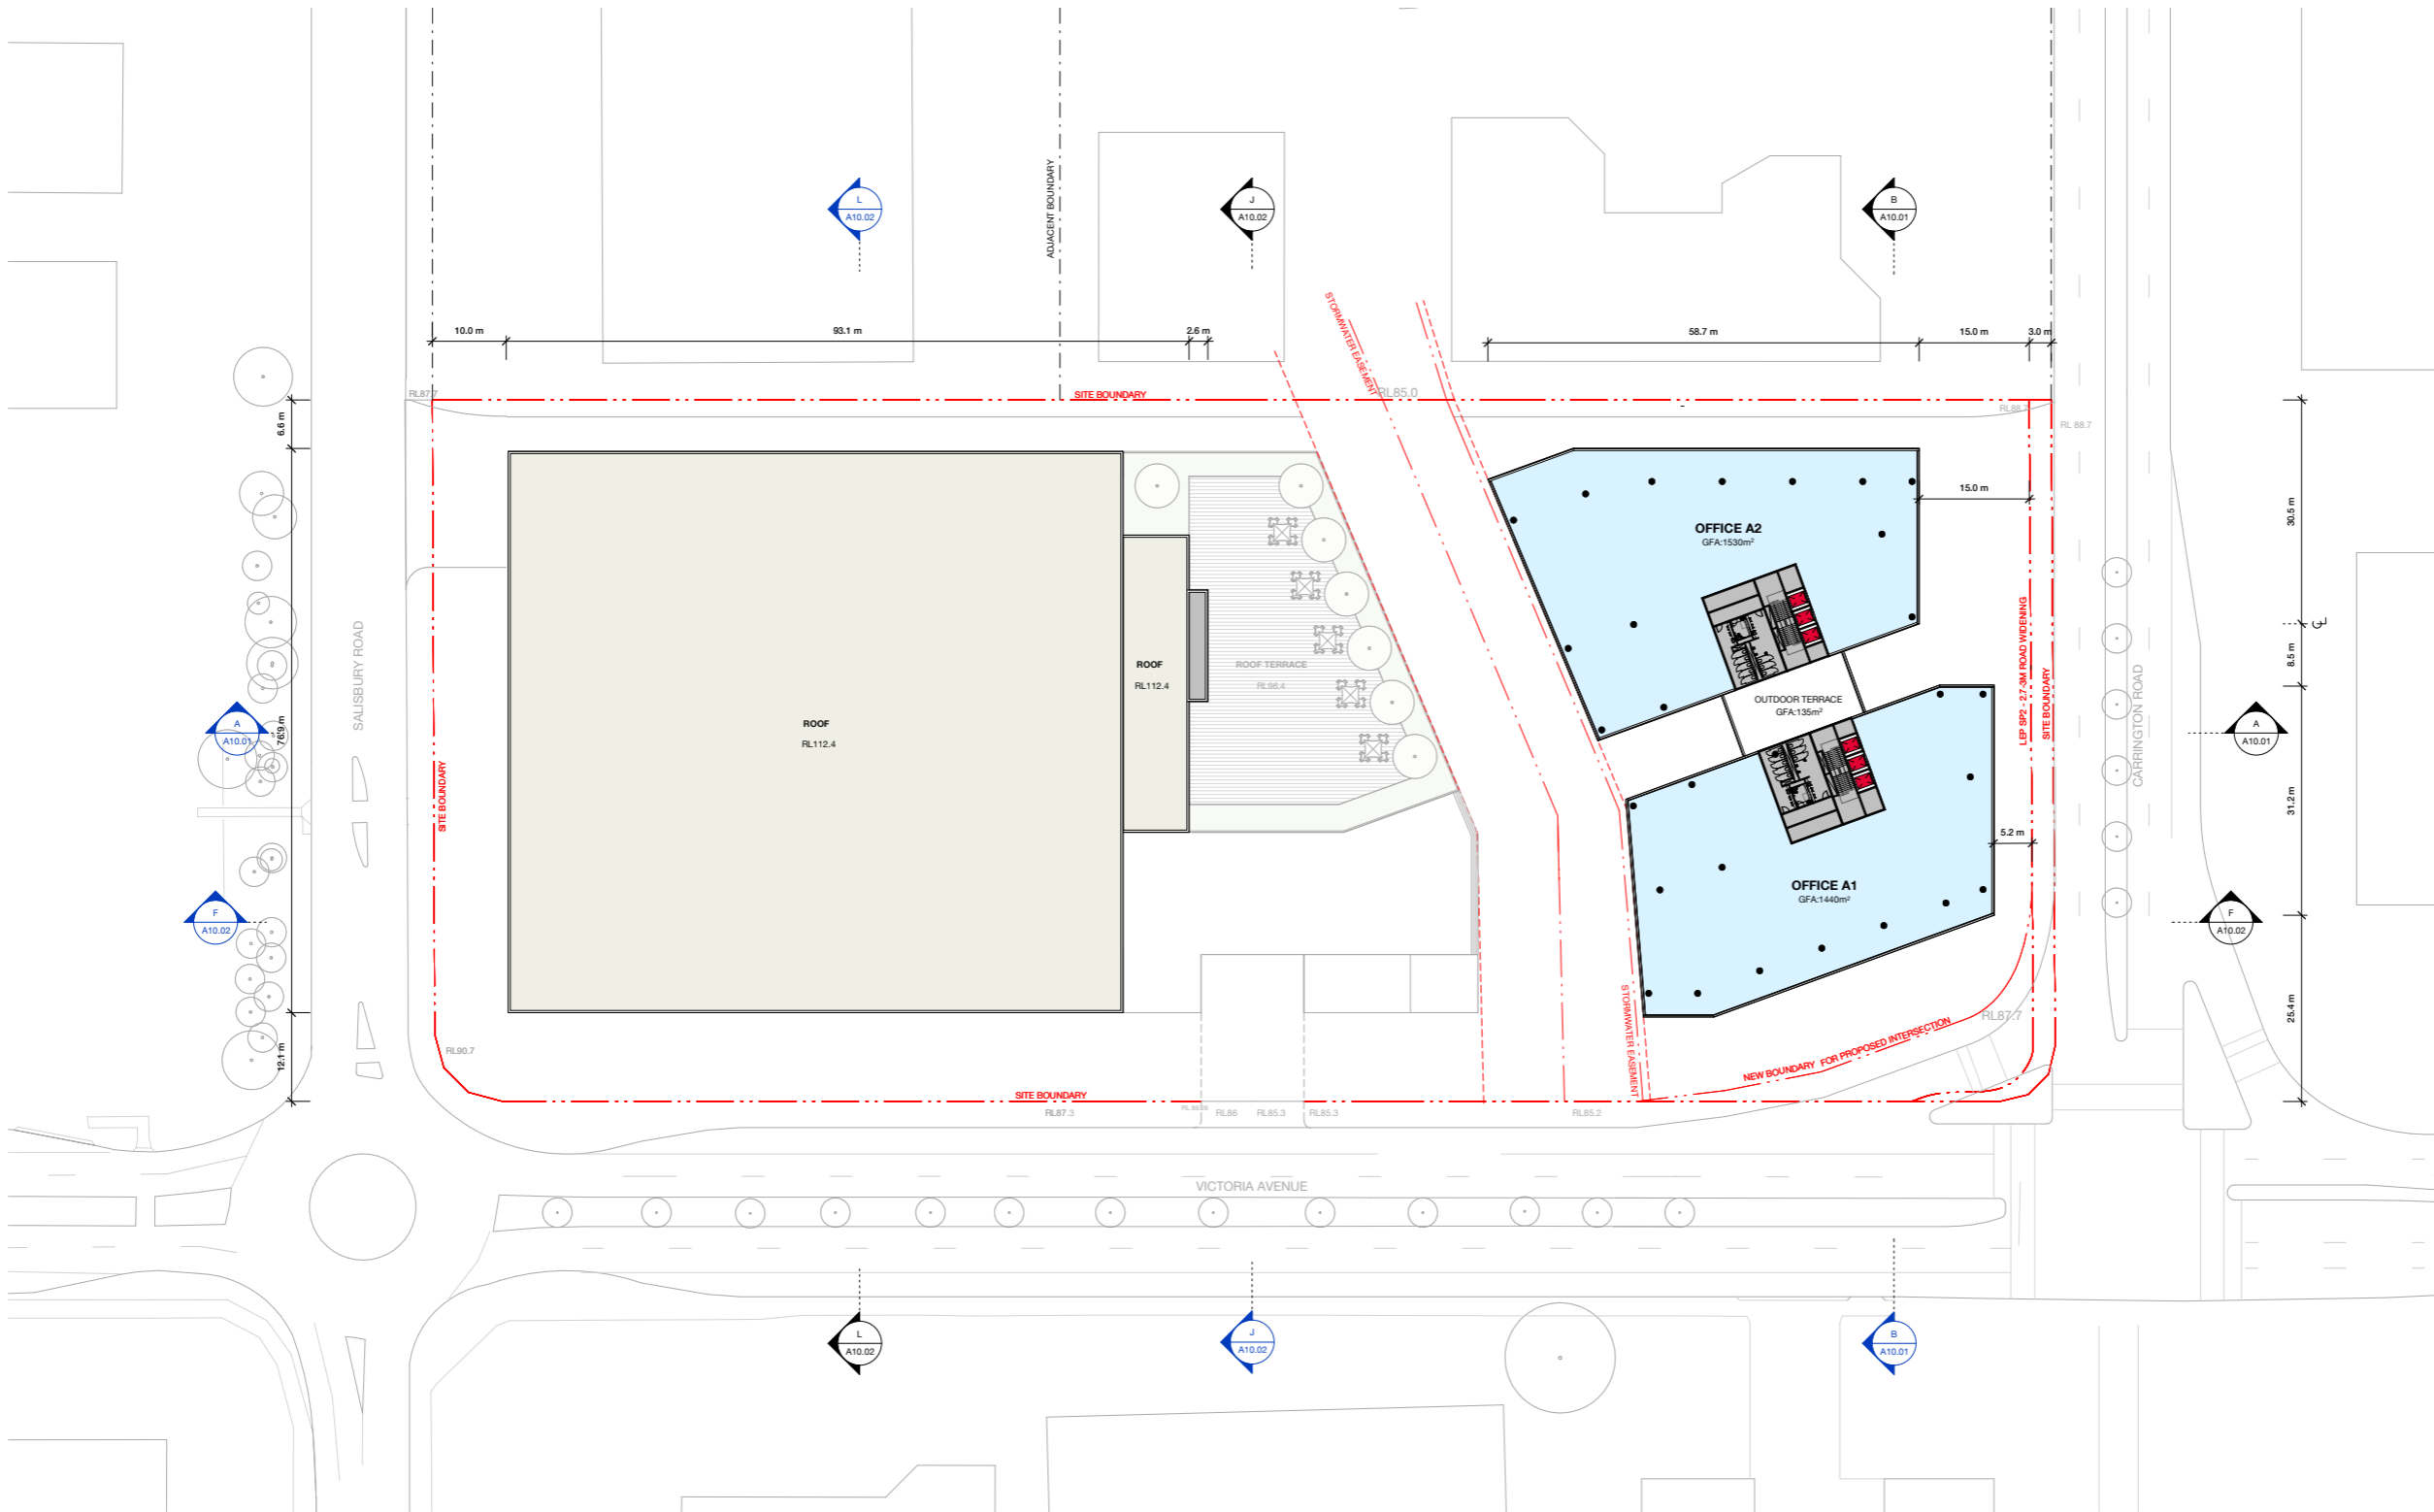 L
A10.02
J
A10.02
B
A10.01
ADJACENT BOUNDARY
STORMWATER EASEMENT
10.0 m
93.1 m
2.6 m
58.7 m
15.0 m
3.0 m
RL87.7
SITE BOUNDARY
RL85.0
RL88.7
RL 88.7
6.6 m
15.0 m
30.5 m
OFFICE A2
GFA:1530m²
SALISBURY ROAD
ROOF
RL112.4
ROOF TERRACE
RL98.4
LEP SP2 - 2.7-3M ROAD WIDENING
SITE BOUNDARY
8.5 m
CARRINGTON ROAD
OUTDOOR TERRACE
GFA:135m²
A
A10.01
76.9 m
ROOF
RL112.4
A
A10.01
SITE BOUNDARY
31.2 m
5.2 m
OFFICE A1
GFA:1440m²
F
A10.02
F
A10.02
STORMWATER EASEMENT
25.4 m
RL87.7
NEW BOUNDARY FOR PROPOSED INTERSECTION
12.1 m
RL90.7
SITE BOUNDARY
RL87.3
RL86
RL85.3
RL85.3
RL85.2
VICTORIA AVENUE
L
A10.02
J
A10.02
B
A10.01